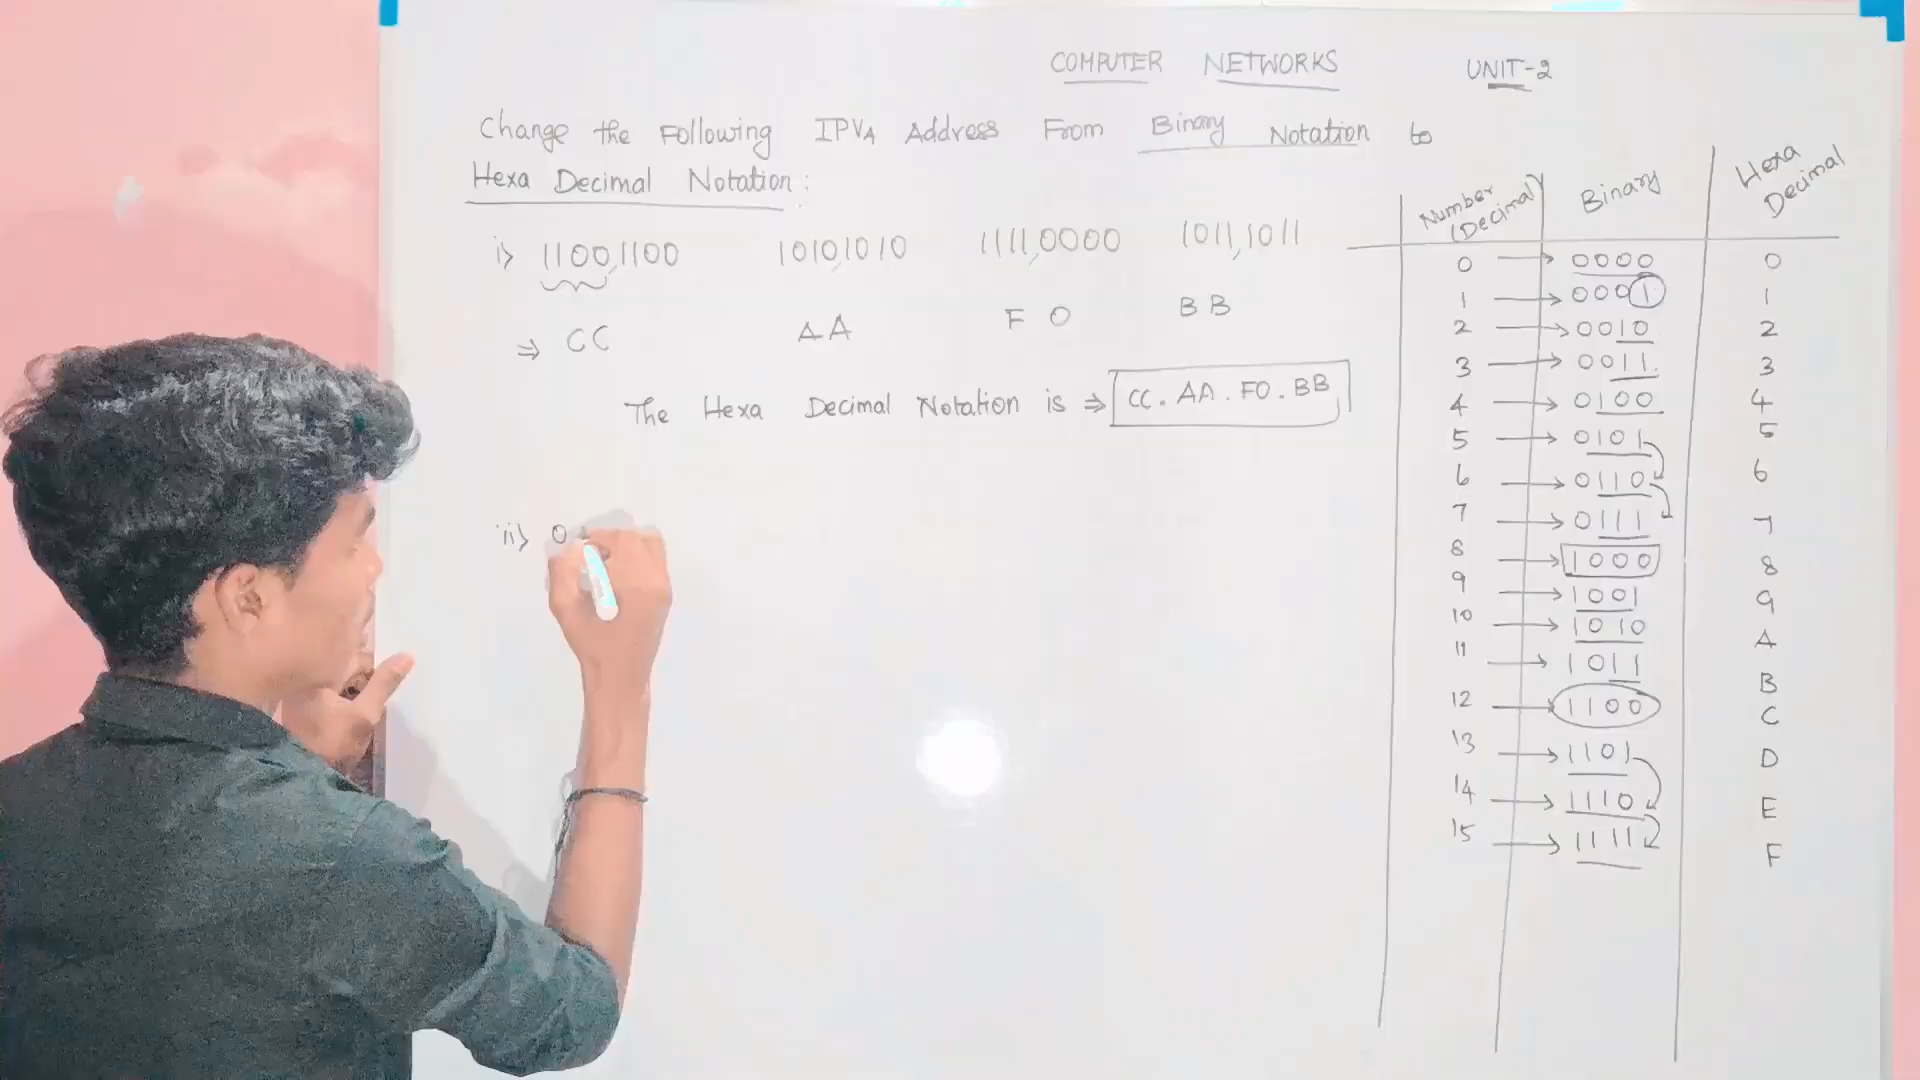 COMPUTER NETWORKS UNIT-2
Change the Following IPV4 Address From Binary Notation to
Hexa Decimal Notation:
i> 1100,1100 1010,1010 1111,0000 1011,1011
⇒ CC AA F0 BB
The Hexa Decimal Notation is ⇒ CC. AA. F0. BB
ii> 0
Number (Decimal) Binary Hexa Decimal
0 → 0000 0
1 → 0001 1
2 → 0010 2
3 → 0011. 3
4 → 0100 4
5 → 0101 5
6 → 0110 6
7 → 0111 7
8 → 1000 8
9 → 1001 9
10 → 1010 A
11 → 1011 B
12 → 1100 C
13 → 1101 D
14 → 1110 E
15 → 1111 F